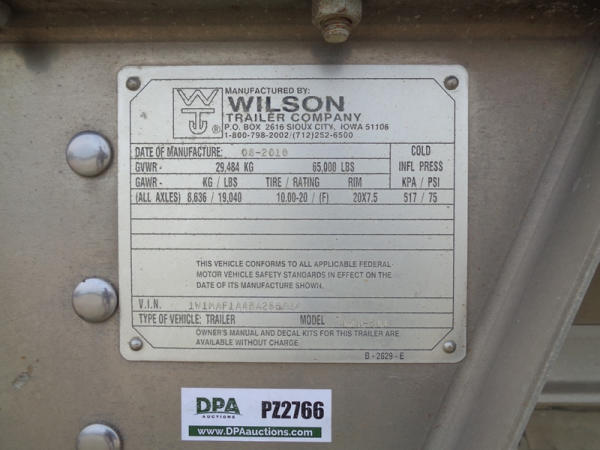 MANUFACTURED BY:
WILSON
TRAILER COMPANY
P.O. BOX 2616 SIOUX CITY, IOWA 51106
1-800-798-2002/(712)252-6500
DATE OF MANUFACTURE: 08-2010 COLD
GVWR - 29,484 KG 65,000 LBS INFL PRESS
GAWR - KG / LBS TIRE / RATING RIM KPA / PSI
(ALL AXLES) 8,636 / 19,040 10.00-20 / (F) 20X7.5 517 / 75
THIS VEHICLE CONFORMS TO ALL APPLICABLE FEDERAL
MOTOR VEHICLE SAFETY STANDARDS IN EFFECT ON THE
DATE OF ITS MANUFACTURE SHOWN.
V.I.N.
TYPE OF VEHICLE: TRAILER MODEL
OWNER'S MANUAL AND DECAL KITS FOR THIS TRAILER ARE
AVAILABLE WITHOUT CHARGE.
B-2629-E
DPA PZ2766
AUCTIONS
www.DPAauctions.com